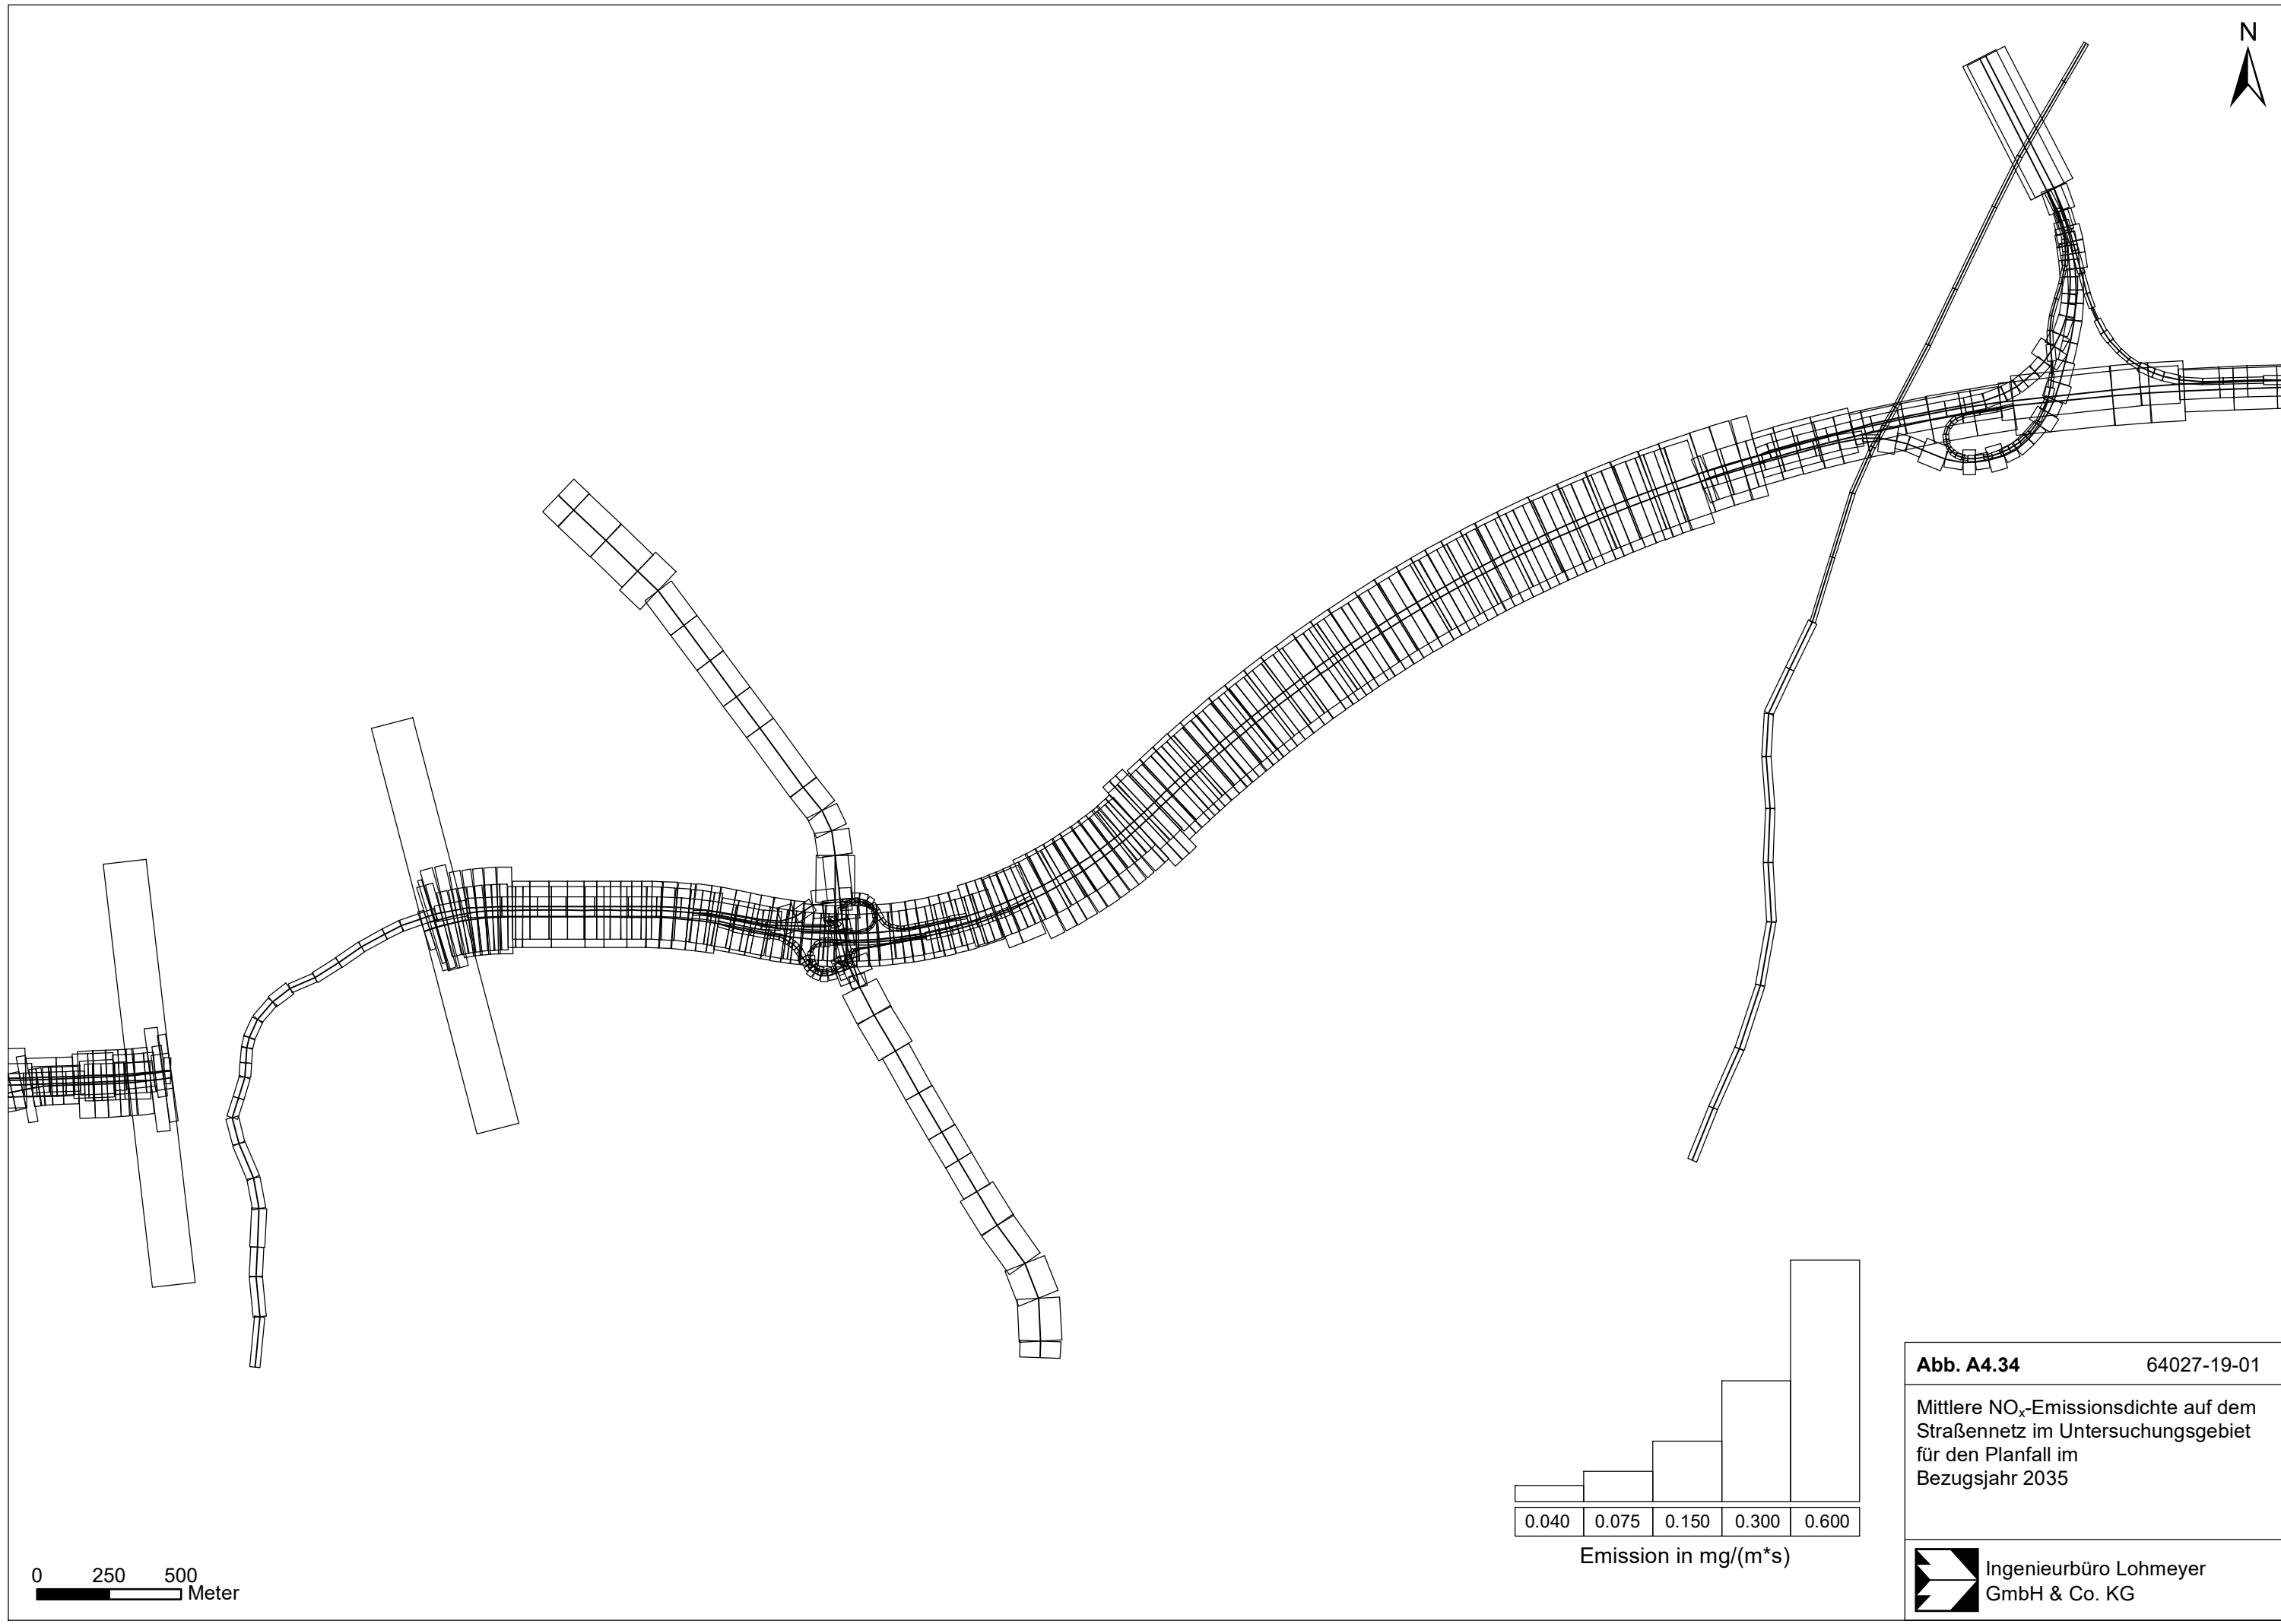 N
Abb. A4.34 64027-19-01
Mittlere NOx-Emissionsdichte auf dem
Straßennetz im Untersuchungsgebiet
für den Planfall im
Bezugsjahr 2035
0.040 0.075 0.150 0.300 0.600
Emission in mg/(m*s)
0 250 500
Meter
Ingenieurbüro Lohmeyer
GmbH & Co. KG